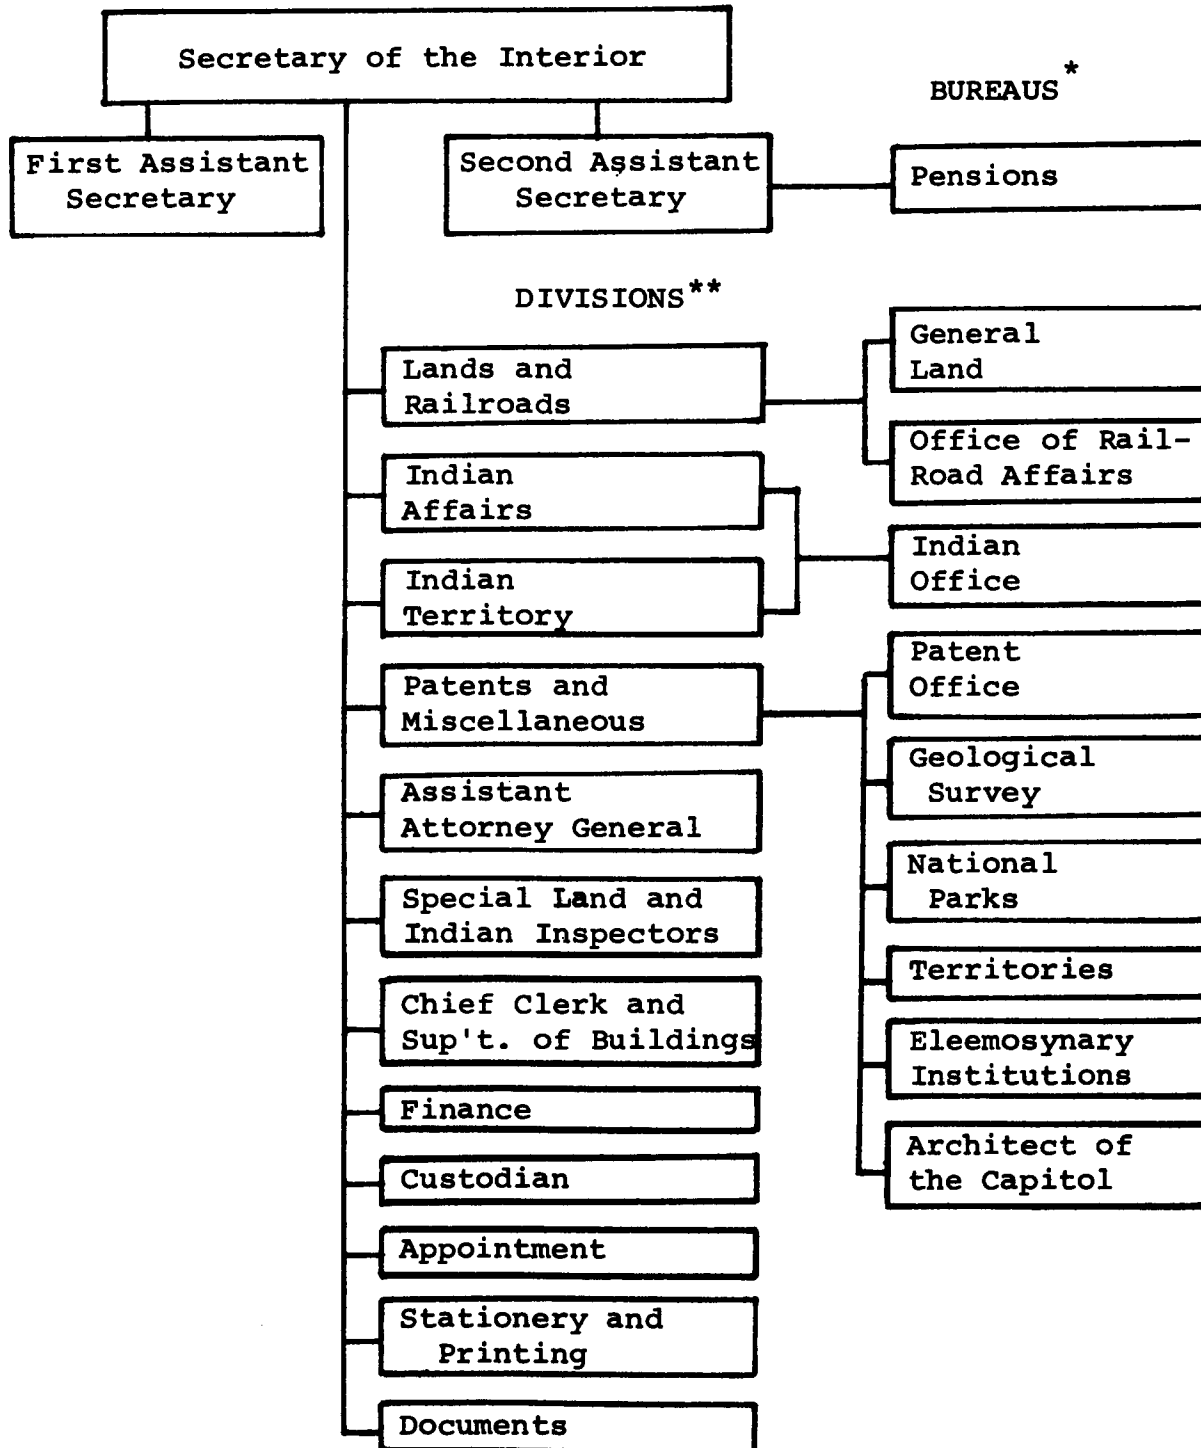 Secretary of the Interior
BUREAUS*
First Assistant
Secretary
Second Assistant
Secretary
Pensions
DIVISIONS**
Lands and
Railroads
General
Land
Office of Rail-
Road Affairs
Indian
Affairs
Indian
Office
Indian
Territory
Patents and
Miscellaneous
Patent
Office
Geological
Survey
National
Parks
Territories
Eleemosynary
Institutions
Architect of
the Capitol
Assistant
Attorney General
Special Land and
Indian Inspectors
Chief Clerk and
Sup't. of Buildings
Finance
Custodian
Appointment
Stationery and
Printing
Documents